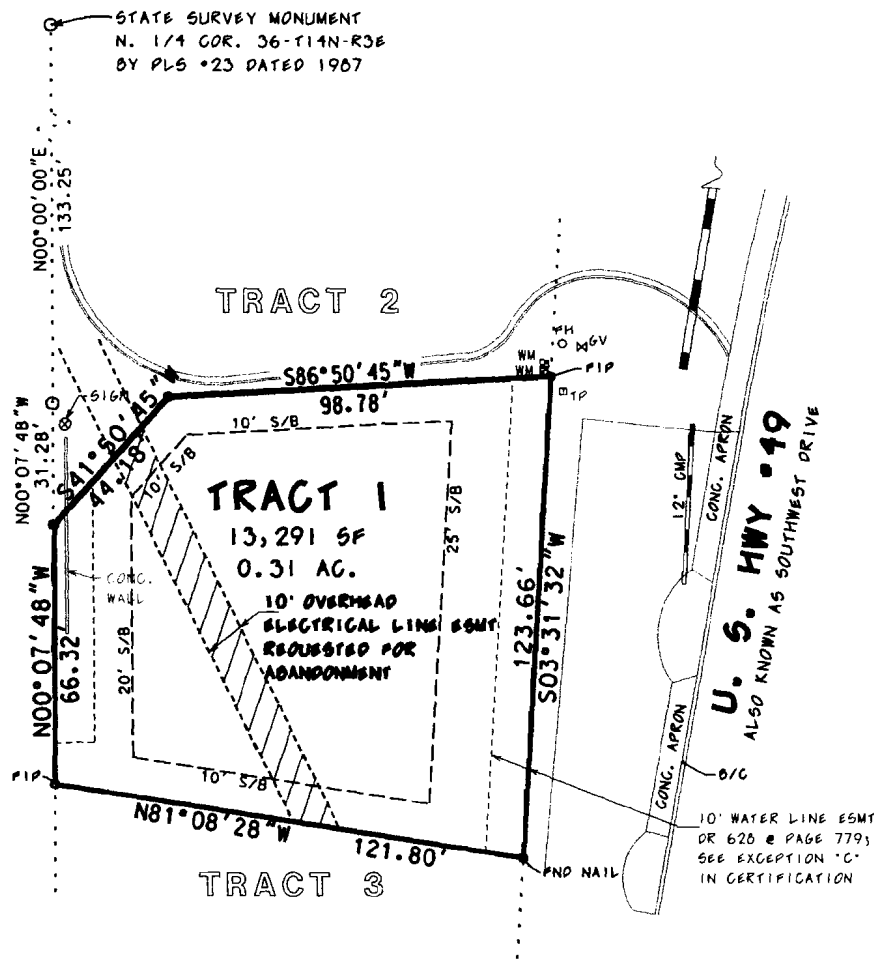 STATE SURVEY MONUMENT
N. 1/4 COR. 36-T14N-R3E
BY PLS #23 DATED 1987
N00°00'00"E
133.25'
TRACT 2
FH
GV
WM
WM
FIP
TP
S86°50'45"W
98.78'
SIGN
N00°07'48"W
31.28'
S41°50'45"W
44.18'
10' S/B
10' S/B
TRACT 1
13,291 SF
0.31 AC.
25' S/B
12" CMP
CONC. APRON
U. S. HWY #49
ALSO KNOWN AS SOUTHWEST DRIVE
CONC.
WALL
10' OVERHEAD
ELECTRICAL LINE ESMT
REQUESTED FOR
ABANDONMENT
N00°07'48"W
66.32'
20' S/B
123.66'
S03°31'32"W
FIP
10' S/B
CONC. APRON
B/C
N81°08'28"W
121.80'
10' WATER LINE ESMT
DR 628 @ PAGE 779;
SEE EXCEPTION "C"
IN CERTIFICATION
FND NAIL
TRACT 3